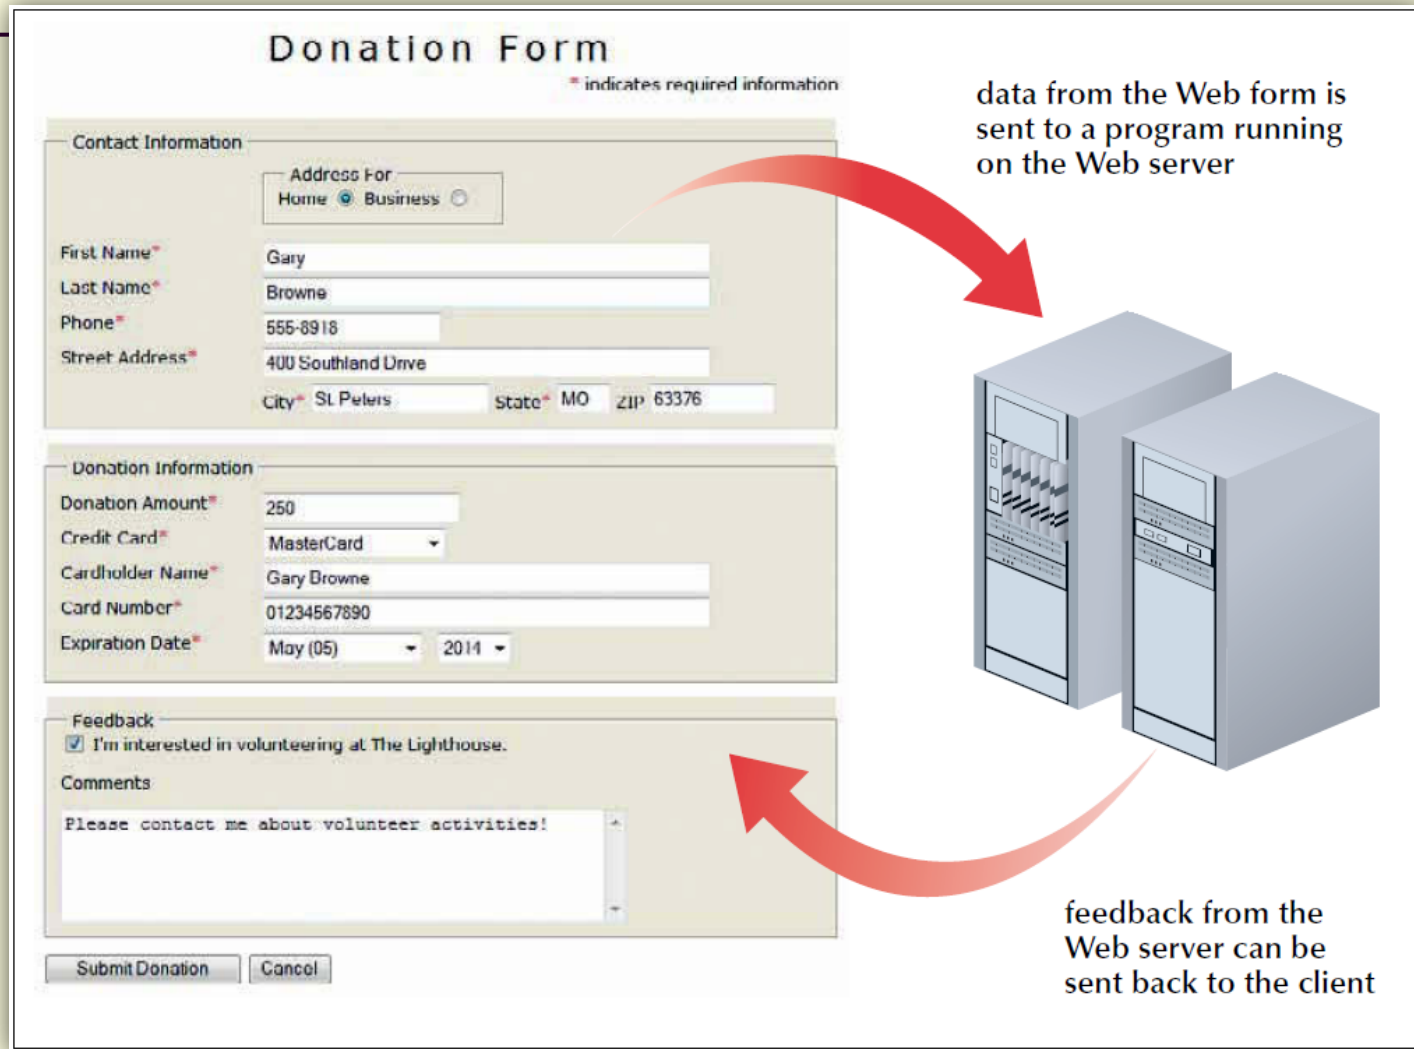 Donation Form
* indicates required information
Contact Information
Address For
Home Business
First Name* Gary
Last Name* Browne
Phone* 555-8918
Street Address* 400 Southland Drive
City* St. Peters State* MO ZIP 63376
Donation Information
Donation Amount* 250
Credit Card* MasterCard
Cardholder Name* Gary Browne
Card Number* 01234567890
Expiration Date* May (05) 2014
Feedback
I'm interested in volunteering at The Lighthouse.
Comments
Please contact me about volunteer activities!
Submit Donation Cancel
data from the Web form is
sent to a program running
on the Web server
feedback from the
Web server can be
sent back to the client